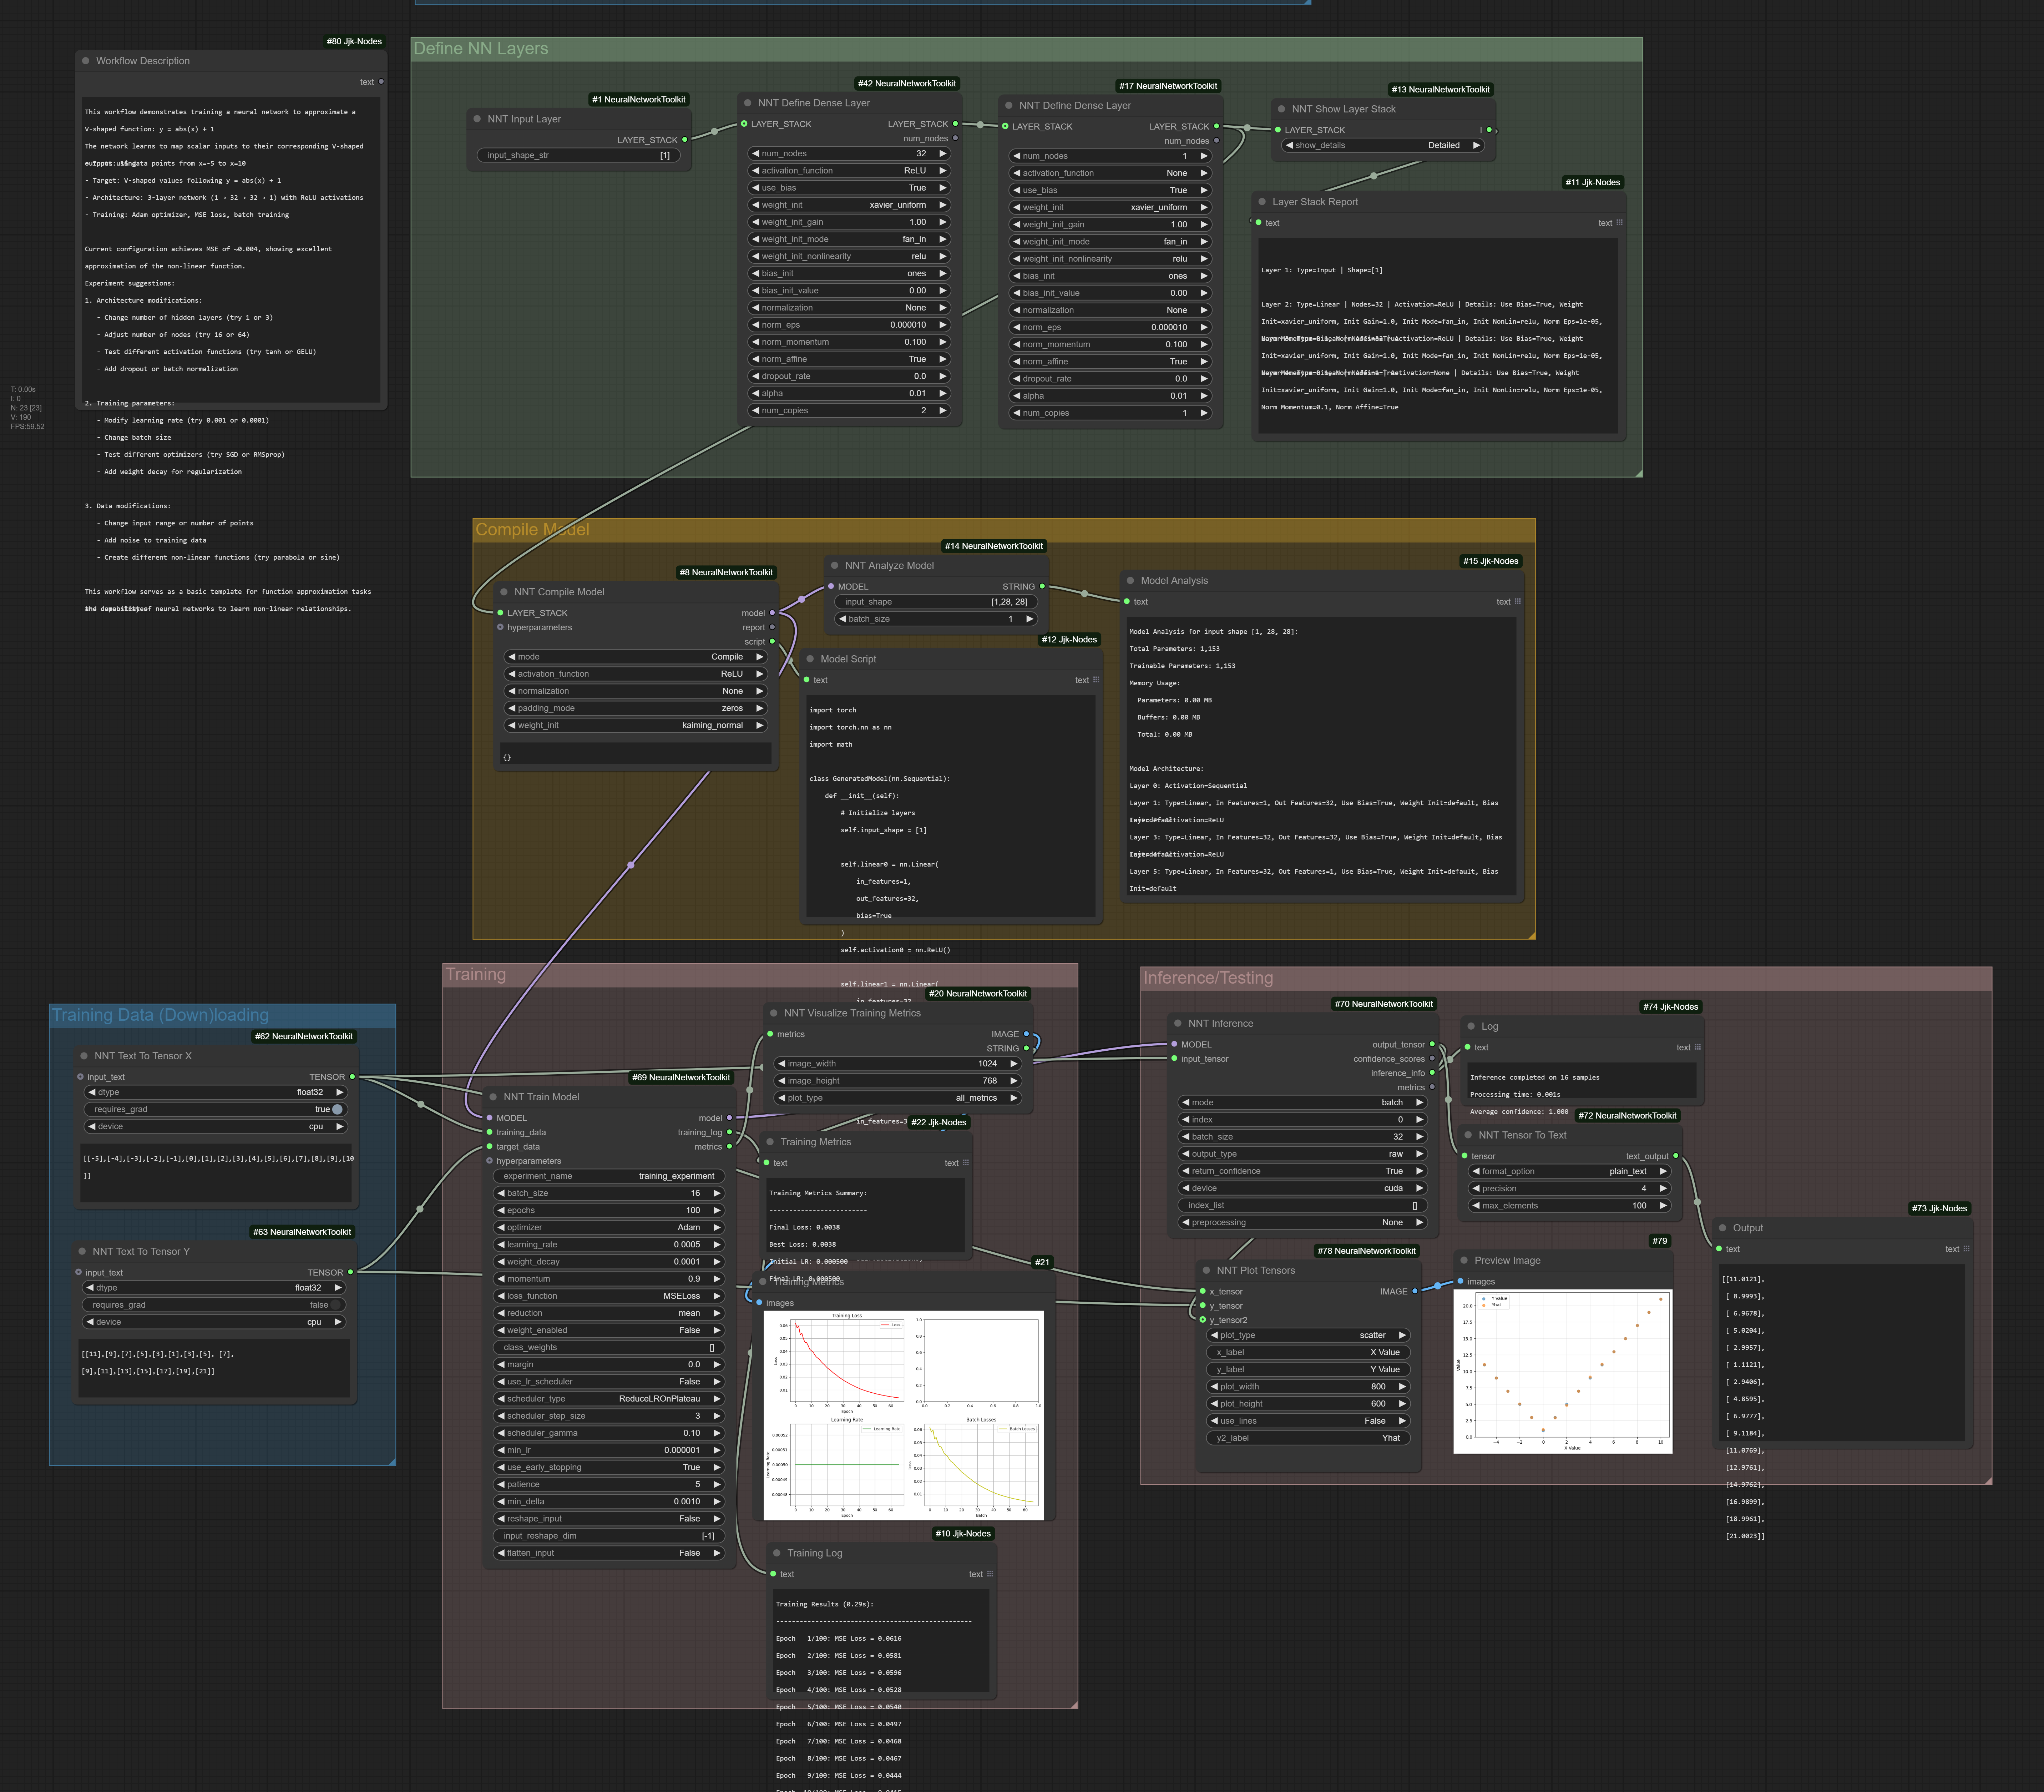 #80 Jjk-Nodes
Workflow Description
text
This workflow demonstrates training a neural network to approximate a
V-shaped function: y = abs(x) + 1
The network learns to map scalar inputs to their corresponding V-shaped
- Target: V-shaped values following y = abs(x) + 1
- Architecture: 3-layer network (1 → 32 → 32 → 1) with ReLU activations
- Training: Adam optimizer, MSE loss, batch training
Current configuration achieves MSE of ~0.004, showing excellent
approximation of the non-linear function.
Experiment suggestions:
1. Architecture modifications:
- Change number of hidden layers (try 1 or 3)
- Adjust number of nodes (try 16 or 64)
- Test different activation functions (try tanh or GELU)
- Add dropout or batch normalization
2. Training parameters:
- Modify learning rate (try 0.001 or 0.0001)
- Change batch size
- Test different optimizers (try SGD or RMSprop)
- Add weight decay for regularization
3. Data modifications:
- Change input range or number of points
- Add noise to training data
- Create different non-linear functions (try parabola or sine)
This workflow serves as a basic template for function approximation tasks
of neural networks to learn non-linear relationships.
T: 0.00s
I: 0
N: 23 [23]
V: 190
FPS:59.52
Define NN Layers
#1 NeuralNetworkToolkit
NNT Input Layer
LAYER_STACK
input_shape_str [1]
#42 NeuralNetworkToolkit
NNT Define Dense Layer
LAYER_STACK LAYER_STACK
num_nodes
num_nodes 32
activation_function ReLU
use_bias True
weight_init xavier_uniform
weight_init_gain 1.00
weight_init_mode fan_in
weight_init_nonlinearity relu
bias_init ones
bias_init_value 0.00
normalization None
norm_eps 0.000010
norm_momentum 0.100
norm_affine True
dropout_rate 0.0
alpha 0.01
num_copies 2
#17 NeuralNetworkToolkit
NNT Define Dense Layer
LAYER_STACK LAYER_STACK
num_nodes
num_nodes 1
activation_function None
use_bias True
weight_init xavier_uniform
weight_init_gain 1.00
weight_init_mode fan_in
weight_init_nonlinearity relu
bias_init ones
bias_init_value 0.00
normalization None
norm_eps 0.000010
norm_momentum 0.100
norm_affine True
dropout_rate 0.0
alpha 0.01
num_copies 1
#13 NeuralNetworkToolkit
NNT Show Layer Stack
LAYER_STACK l
show_details Detailed
#11 Jjk-Nodes
Layer Stack Report
text text
Layer 1: Type=Input | Shape=[1]
Layer 2: Type=Linear | Nodes=32 | Activation=ReLU | Details: Use Bias=True, Weight
Init=xavier_uniform, Init Gain=1.0, Init Mode=fan_in, Init NonLin=relu, Norm Eps=1e-05,
Activation=ReLU | Details: Use Bias=True, Weight
Init=xavier_uniform, Init Gain=1.0, Init Mode=fan_in, Init NonLin=relu, Norm Eps=1e-05,
Activation=None | Details: Use Bias=True, Weight
Init=xavier_uniform, Init Gain=1.0, Init Mode=fan_in, Init NonLin=relu, Norm Eps=1e-05,
Norm Momentum=0.1, Norm Affine=True
Compile Model
#8 NeuralNetworkToolkit
NNT Compile Model
LAYER_STACK model
hyperparameters report
script
mode Compile
activation_function ReLU
normalization None
padding_mode zeros
weight_init kaiming_normal
{}
#14 NeuralNetworkToolkit
NNT Analyze Model
MODEL STRING
input_shape [1,28, 28]
batch_size 1
#12 Jjk-Nodes
Model Script
text text
import torch
import torch.nn as nn
import math
class GeneratedModel(nn.Sequential):
def __init__(self):
# Initialize layers
self.input_shape = [1]
self.linear0 = nn.Linear(
in_features=1,
out_features=32,
bias=True
)
self.activation0 = nn.ReLU()
self.linear1 = nn.Linear(
#15 Jjk-Nodes
Model Analysis
text text
Model Analysis for input shape [1, 28, 28]:
Total Parameters: 1,153
Trainable Parameters: 1,153
Memory Usage:
Parameters: 0.00 MB
Buffers: 0.00 MB
Total: 0.00 MB
Model Architecture:
Layer 0: Activation=Sequential
Layer 1: Type=Linear, In Features=1, Out Features=32, Use Bias=True, Weight Init=default, Bias
Activation=ReLU
Layer 3: Type=Linear, In Features=32, Out Features=32, Use Bias=True, Weight Init=default, Bias
Activation=ReLU
Layer 5: Type=Linear, In Features=32, Out Features=1, Use Bias=True, Weight Init=default, Bias
Init=default
Training Data (Down)loading
#62 NeuralNetworkToolkit
NNT Text To Tensor X
input_text TENSOR
dtype float32
requires_grad true
device cpu
[[-5],[-4],[-3],[-2],[-1],[0],[1],[2],[3],[4],[5],[6],[7],[8],[9],[10
]]
#63 NeuralNetworkToolkit
NNT Text To Tensor Y
input_text TENSOR
dtype float32
requires_grad false
device cpu
[[11],[9],[7],[5],[3],[1],[3],[5], [7],
[9],[11],[13],[15],[17],[19],[21]]
Training
#69 NeuralNetworkToolkit
NNT Train Model
MODEL model
training_data training_log
target_data metrics
hyperparameters
experiment_name training_experiment
batch_size 16
epochs 100
optimizer Adam
learning_rate 0.0005
weight_decay 0.0001
momentum 0.9
loss_function MSELoss
reduction mean
weight_enabled False
class_weights []
margin 0.0
use_lr_scheduler False
scheduler_type ReduceLROnPlateau
scheduler_step_size 3
scheduler_gamma 0.10
min_lr 0.000001
use_early_stopping True
patience 5
min_delta 0.0010
reshape_input False
input_reshape_dim [-1]
flatten_input False
#20 NeuralNetworkToolkit
NNT Visualize Training Metrics
metrics IMAGE
STRING
image_width 1024
image_height 768
plot_type all_metrics
#22 Jjk-Nodes
Training Metrics
text text
Training Metrics Summary:
-------------------------
Final Loss: 0.0038
Best Loss: 0.0038
Initial LR: 0.000500
Final LR: 0.000500
#21
Training Metrics
images
Training Loss
Loss
Epoch
Learning Rate
Learning Rate
Epoch
Batch Losses
Batch Losses
Loss
Batch
#10 Jjk-Nodes
Training Log
text text
Training Results (0.29s):
--------------------------------------------------
Epoch 1/100: MSE Loss = 0.0616
Epoch 2/100: MSE Loss = 0.0581
Epoch 3/100: MSE Loss = 0.0596
Epoch 4/100: MSE Loss = 0.0528
Epoch 5/100: MSE Loss = 0.0540
Epoch 6/100: MSE Loss = 0.0497
Epoch 7/100: MSE Loss = 0.0468
Epoch 8/100: MSE Loss = 0.0467
Epoch 9/100: MSE Loss = 0.0444
Inference/Testing
#70 NeuralNetworkToolkit
NNT Inference
MODEL output_tensor
input_tensor confidence_scores
inference_info
metrics
mode batch
index 0
batch_size 32
output_type raw
return_confidence True
device cuda
index_list []
preprocessing None
#74 Jjk-Nodes
Log
text text
Inference completed on 16 samples
Processing time: 0.001s
Average confidence: 1.000
#72 NeuralNetworkToolkit
NNT Tensor To Text
tensor text_output
format_option plain_text
precision 4
max_elements 100
#78 NeuralNetworkToolkit
NNT Plot Tensors
x_tensor IMAGE
y_tensor
y_tensor2
plot_type scatter
x_label X Value
y_label Y Value
plot_width 800
plot_height 600
use_lines False
y2_label Yhat
#79
Preview Image
images
Y Value
Yhat
Value
X Value
#73 Jjk-Nodes
Output
text text
[[11.0121],
[ 8.9993],
[ 6.9678],
[ 5.0204],
[ 2.9957],
[ 1.1121],
[ 2.9406],
[ 4.8595],
[ 6.9777],
[ 9.1184],
[11.0769],
[12.9761],
[14.9762],
[16.9899],
[18.9961],
[21.0023]]